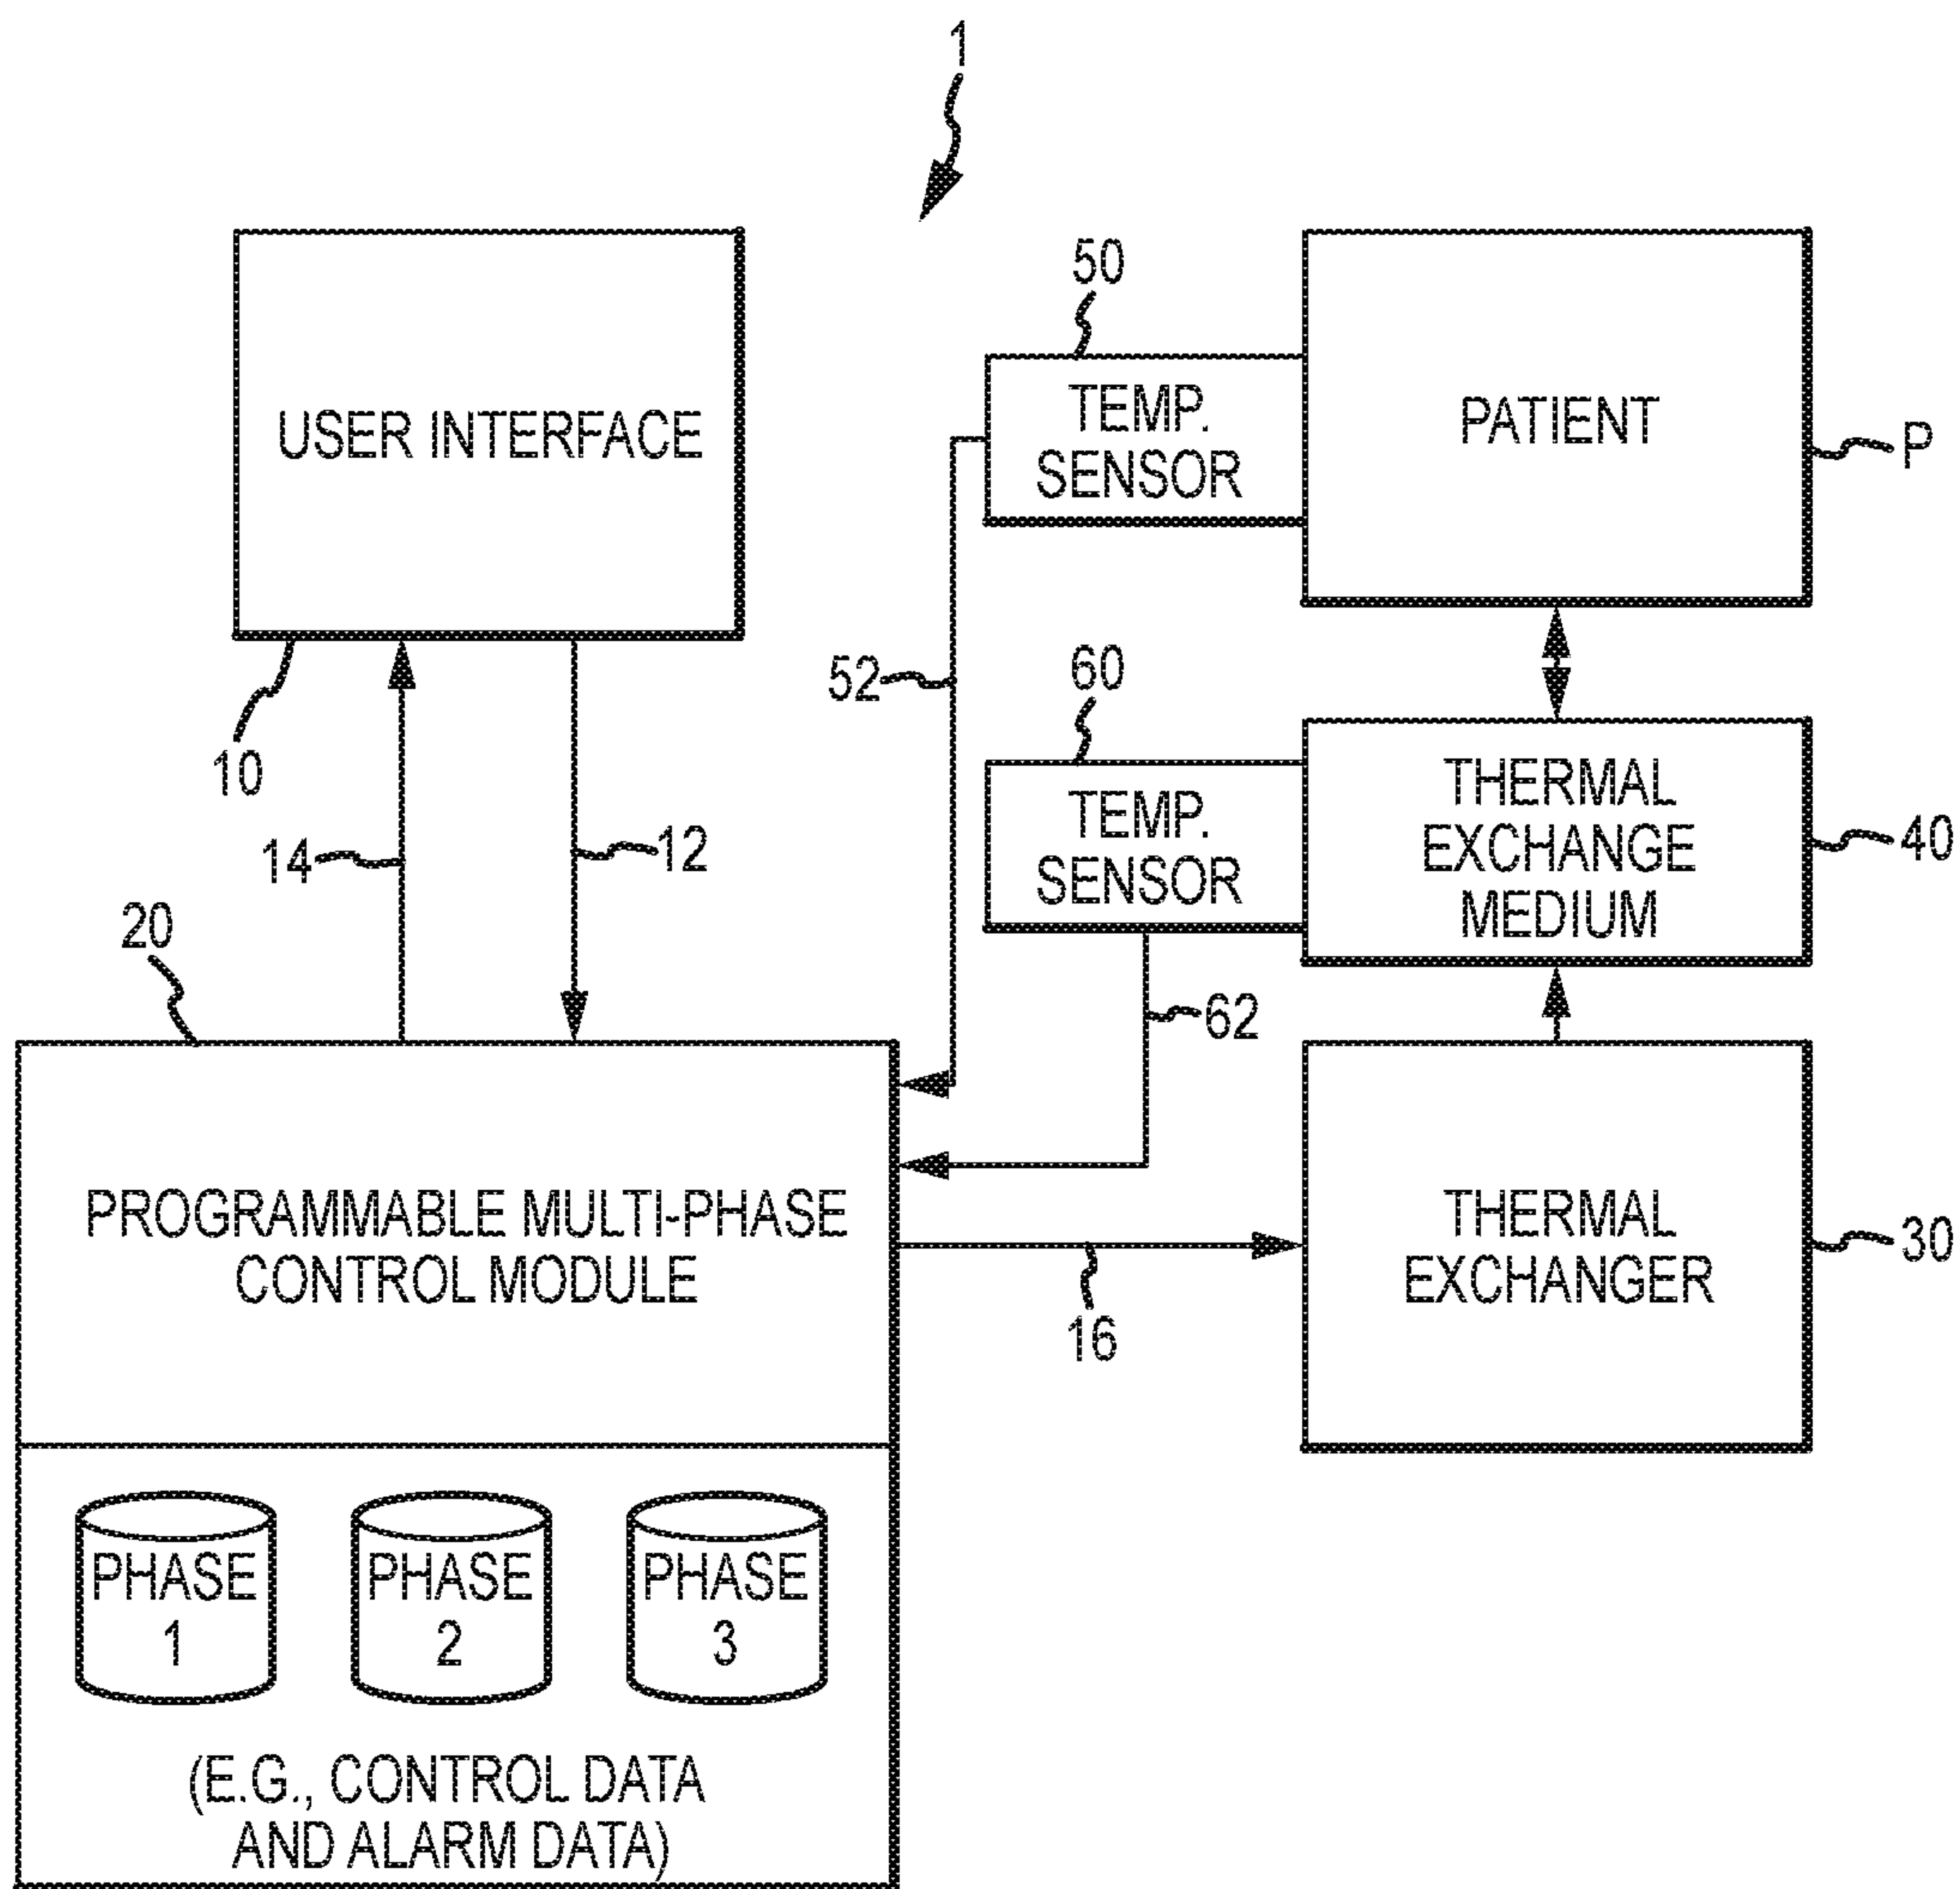 1
USER INTERFACE
50
TEMP.
SENSOR
PATIENT
P
10
14
12
52
60
TEMP.
SENSOR
THERMAL
EXCHANGE
MEDIUM
40
62
20
PROGRAMMABLE MULTI-PHASE
CONTROL MODULE
16
THERMAL
EXCHANGER
30
PHASE
1
PHASE
2
PHASE
3
(E.G., CONTROL DATA
AND ALARM DATA)